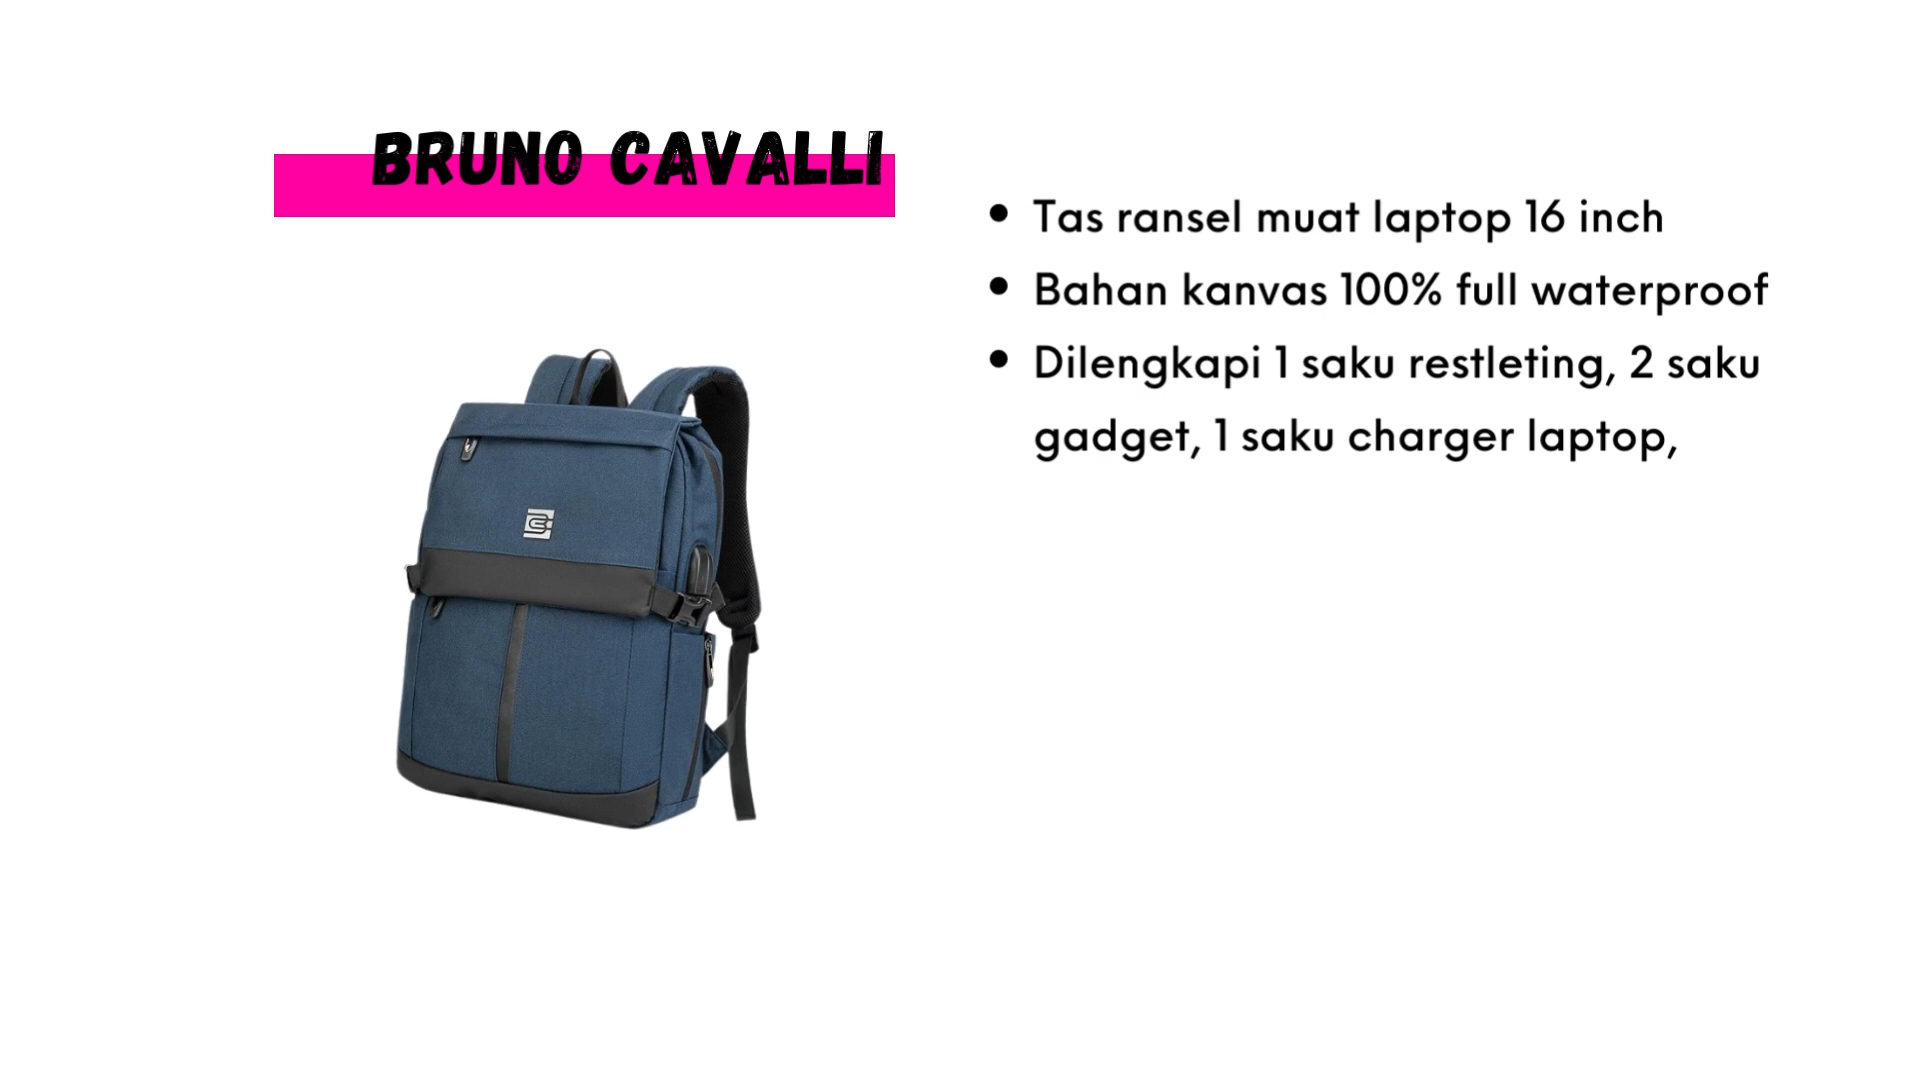 BRUNO CAVALLI
• Tas ransel muat laptop 16 inch
• Bahan kanvas 100% full waterproof
• Dilengkapi 1 saku restleting, 2 saku
gadget, 1 saku charger laptop,